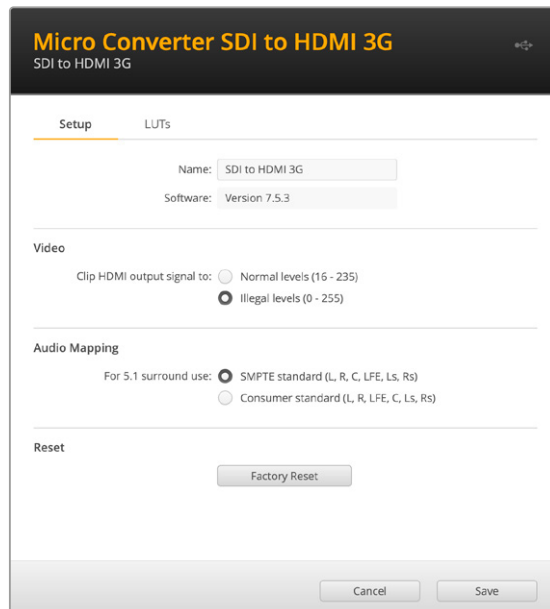 Micro Converter SDI to HDMI 3G
SDI to HDMI 3G
Setup LUTs
Name: SDI to HDMI 3G
Software: Version 7.5.3
Video
Clip HDMI output signal to: Normal levels (16 - 235)
Illegal levels (0 - 255)
Audio Mapping
For 5.1 surround use: SMPTE standard (L, R, C, LFE, Ls, Rs)
Consumer standard (L, R, LFE, C, Ls, Rs)
Reset
Factory Reset
Cancel Save